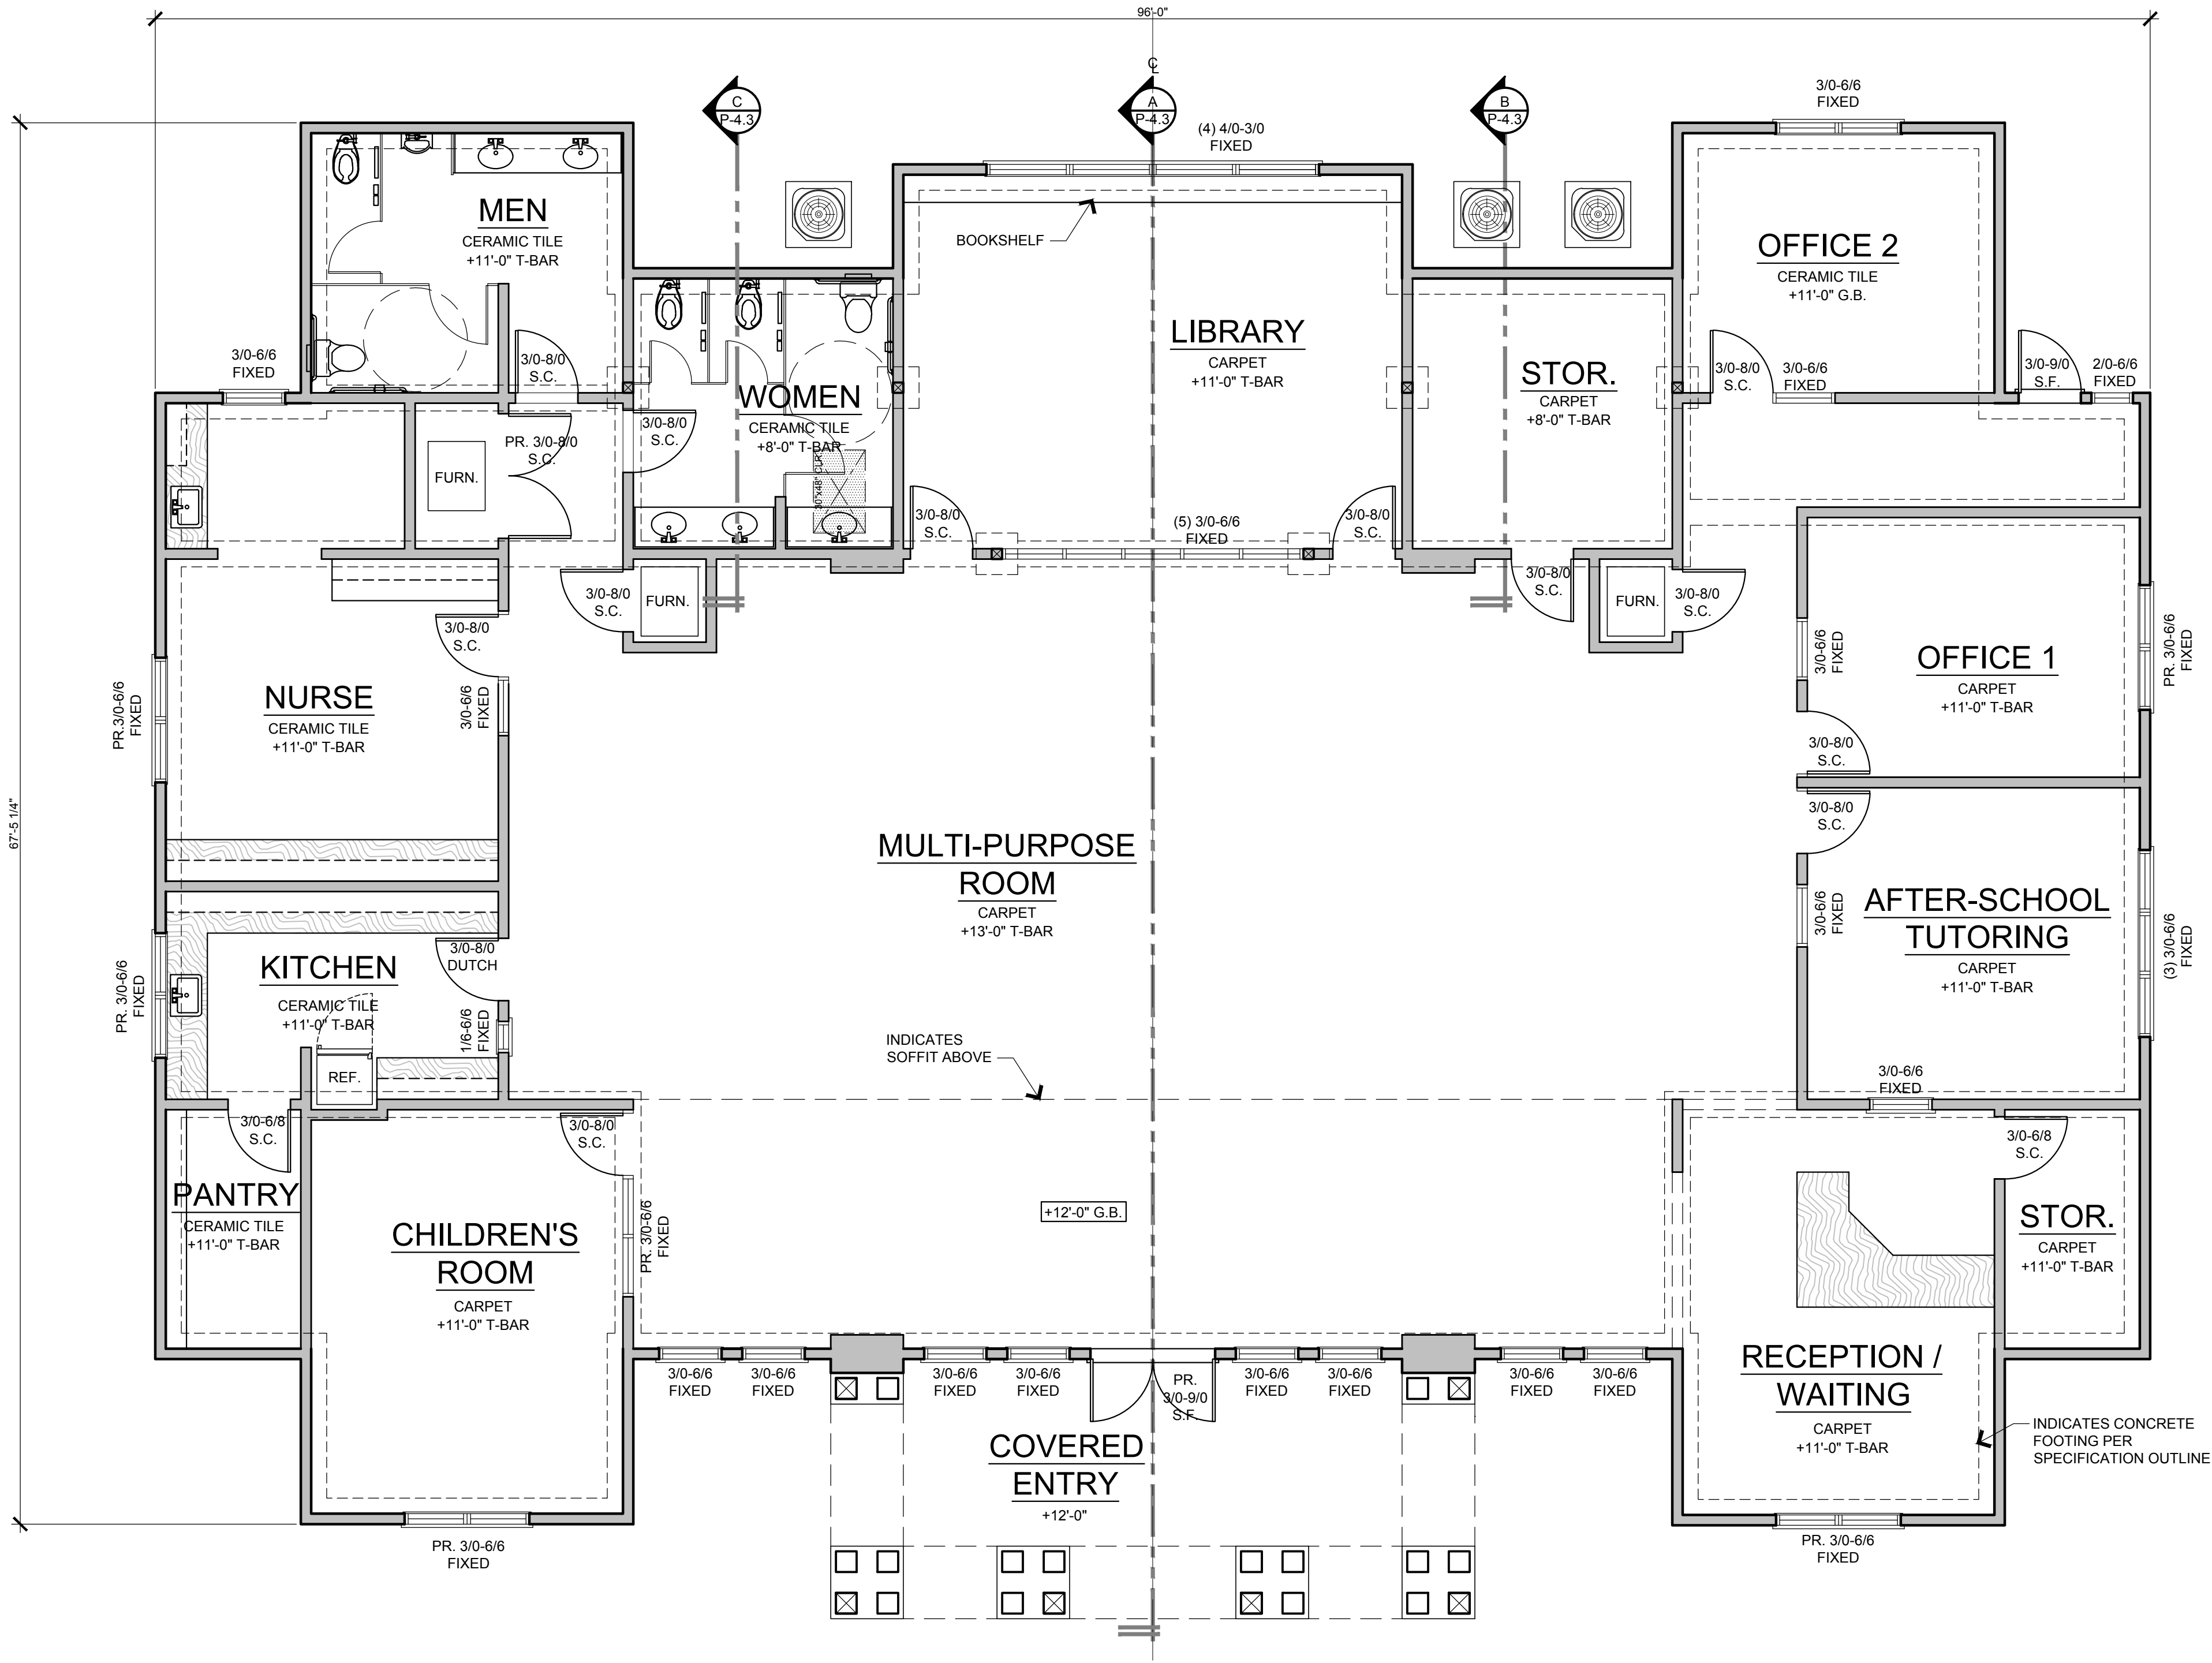 96'-0"
C
L
C
P-4.3
A
P-4.3
B
P-4.3
3/0-6/6
FIXED
(4) 4/0-3/0
FIXED
MEN
CERAMIC TILE
+11'-0" T-BAR
BOOKSHELF
OFFICE 2
CERAMIC TILE
+11'-0" G.B.
3/0-6/6
FIXED
3/0-8/0
S.C.
WOMEN
CERAMIC TILE
+8'-0" T-BAR
30"x48" CLR
LIBRARY
CARPET
+11'-0" T-BAR
STOR.
CARPET
+8'-0" T-BAR
3/0-8/0
S.C.
3/0-6/6
FIXED
3/0-9/0
S.F.
2/0-6/6
FIXED
FURN.
PR. 3/0-8/0
S.C.
3/0-8/0
S.C.
3/0-8/0
S.C.
(5) 3/0-6/6
FIXED
3/0-8/0
S.C.
3/0-8/0
S.C.
FURN.
3/0-8/0
S.C.
FURN.
3/0-8/0
S.C.
3/0-8/0
S.C.
NURSE
CERAMIC TILE
+11'-0" T-BAR
PR.3/0-6/6
FIXED
3/0-6/6
FIXED
3/0-6/6
FIXED
OFFICE 1
CARPET
+11'-0" T-BAR
PR. 3/0-6/6
FIXED
3/0-8/0
S.C.
3/0-8/0
S.C.
67'-5 1/4"
MULTI-PURPOSE
ROOM
CARPET
+13'-0" T-BAR
3/0-6/6
FIXED
AFTER-SCHOOL
TUTORING
CARPET
+11'-0" T-BAR
(3) 3/0-6/6
FIXED
PR. 3/0-6/6
FIXED
KITCHEN
CERAMIC TILE
+11'-0" T-BAR
3/0-8/0
DUTCH
1/6-6/6
FIXED
REF.
INDICATES
SOFFIT ABOVE
3/0-6/6
FIXED
3/0-6/8
S.C.
3/0-8/0
S.C.
3/0-6/8
S.C.
PANTRY
CERAMIC TILE
+11'-0" T-BAR
CHILDREN'S
ROOM
CARPET
+11'-0" T-BAR
PR. 3/0-6/6
FIXED
+12'-0" G.B.
STOR.
CARPET
+11'-0" T-BAR
RECEPTION /
WAITING
CARPET
+11'-0" T-BAR
3/0-6/6
FIXED
3/0-6/6
FIXED
3/0-6/6
FIXED
3/0-6/6
FIXED
PR.
3/0-9/0
S.F.
3/0-6/6
FIXED
3/0-6/6
FIXED
3/0-6/6
FIXED
3/0-6/6
FIXED
INDICATES CONCRETE
FOOTING PER
SPECIFICATION OUTLINE
COVERED
ENTRY
+12'-0"
PR. 3/0-6/6
FIXED
PR. 3/0-6/6
FIXED